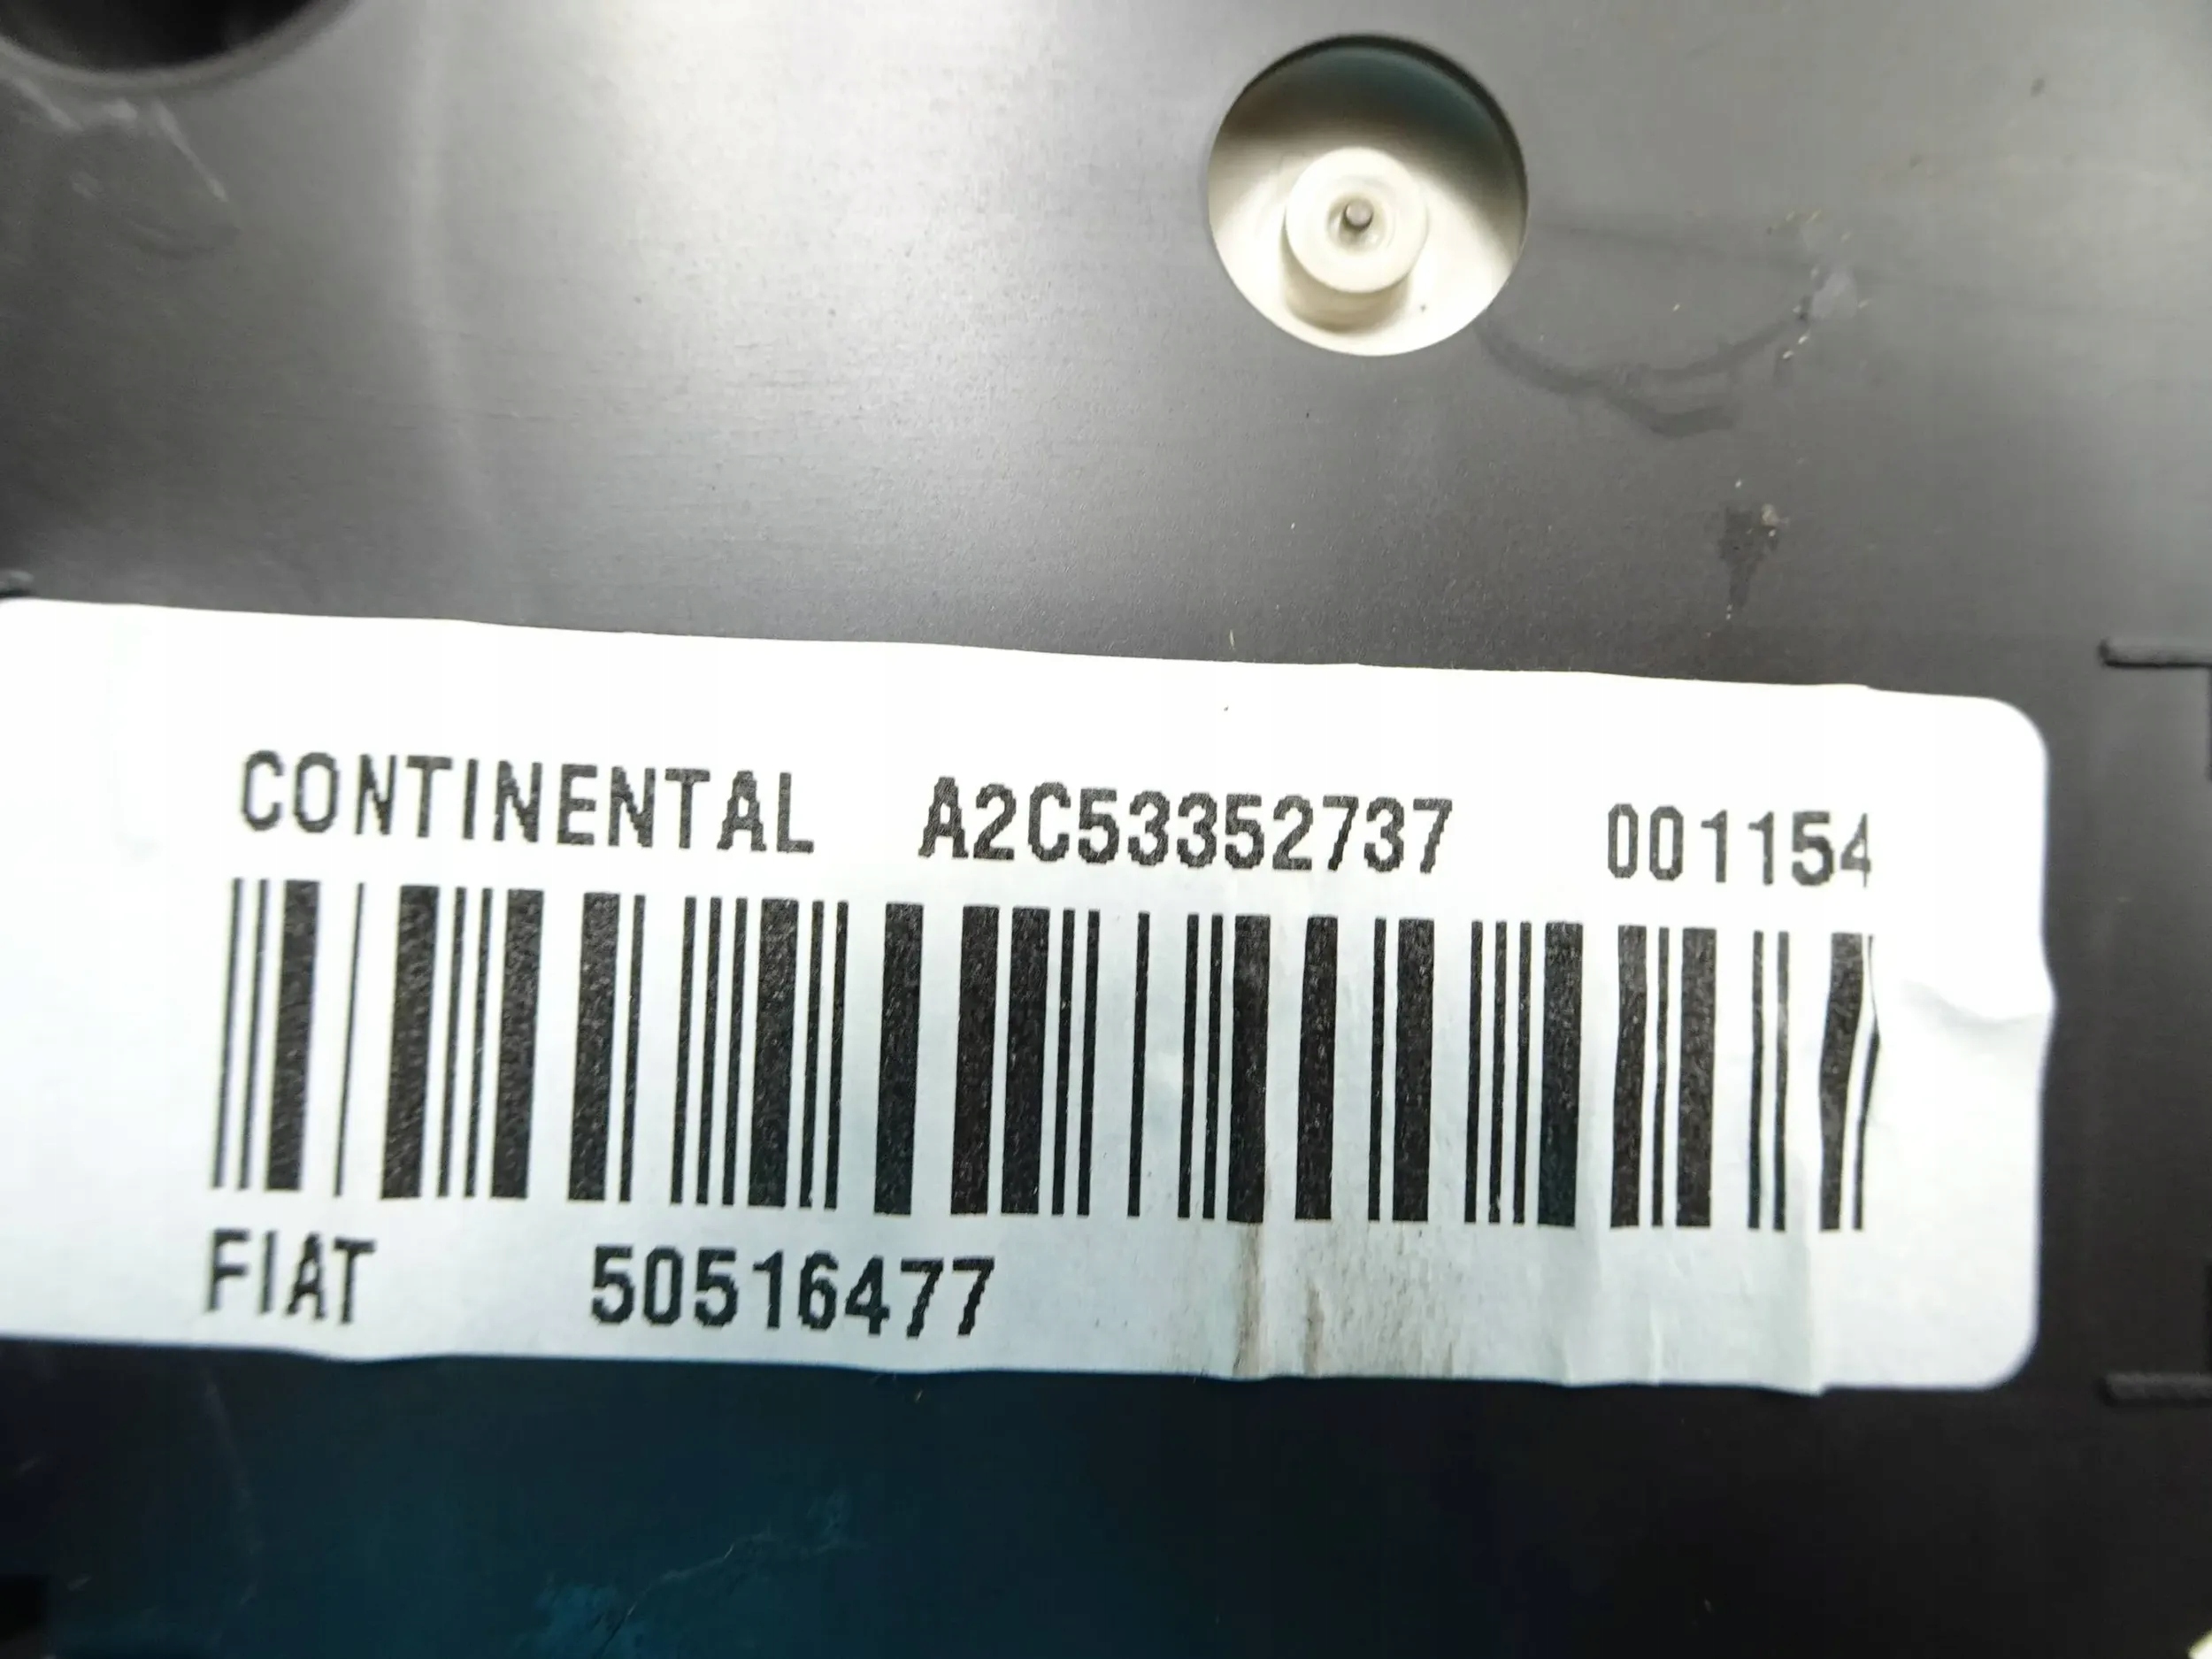 CONTINENTAL A2C53352737 001154
FIAT 50516477